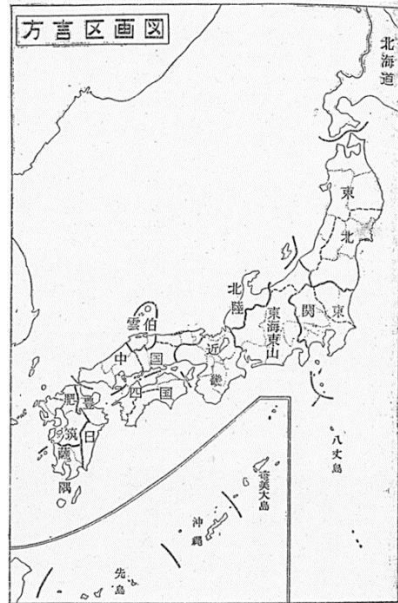 方言区画図
北海道
東
北
北陸
関
東
東海東山
雲伯
中
国
近
畿
四
国
肥
豊
筑
日
薩
隅
八丈島
奄美大島
沖縄
先島